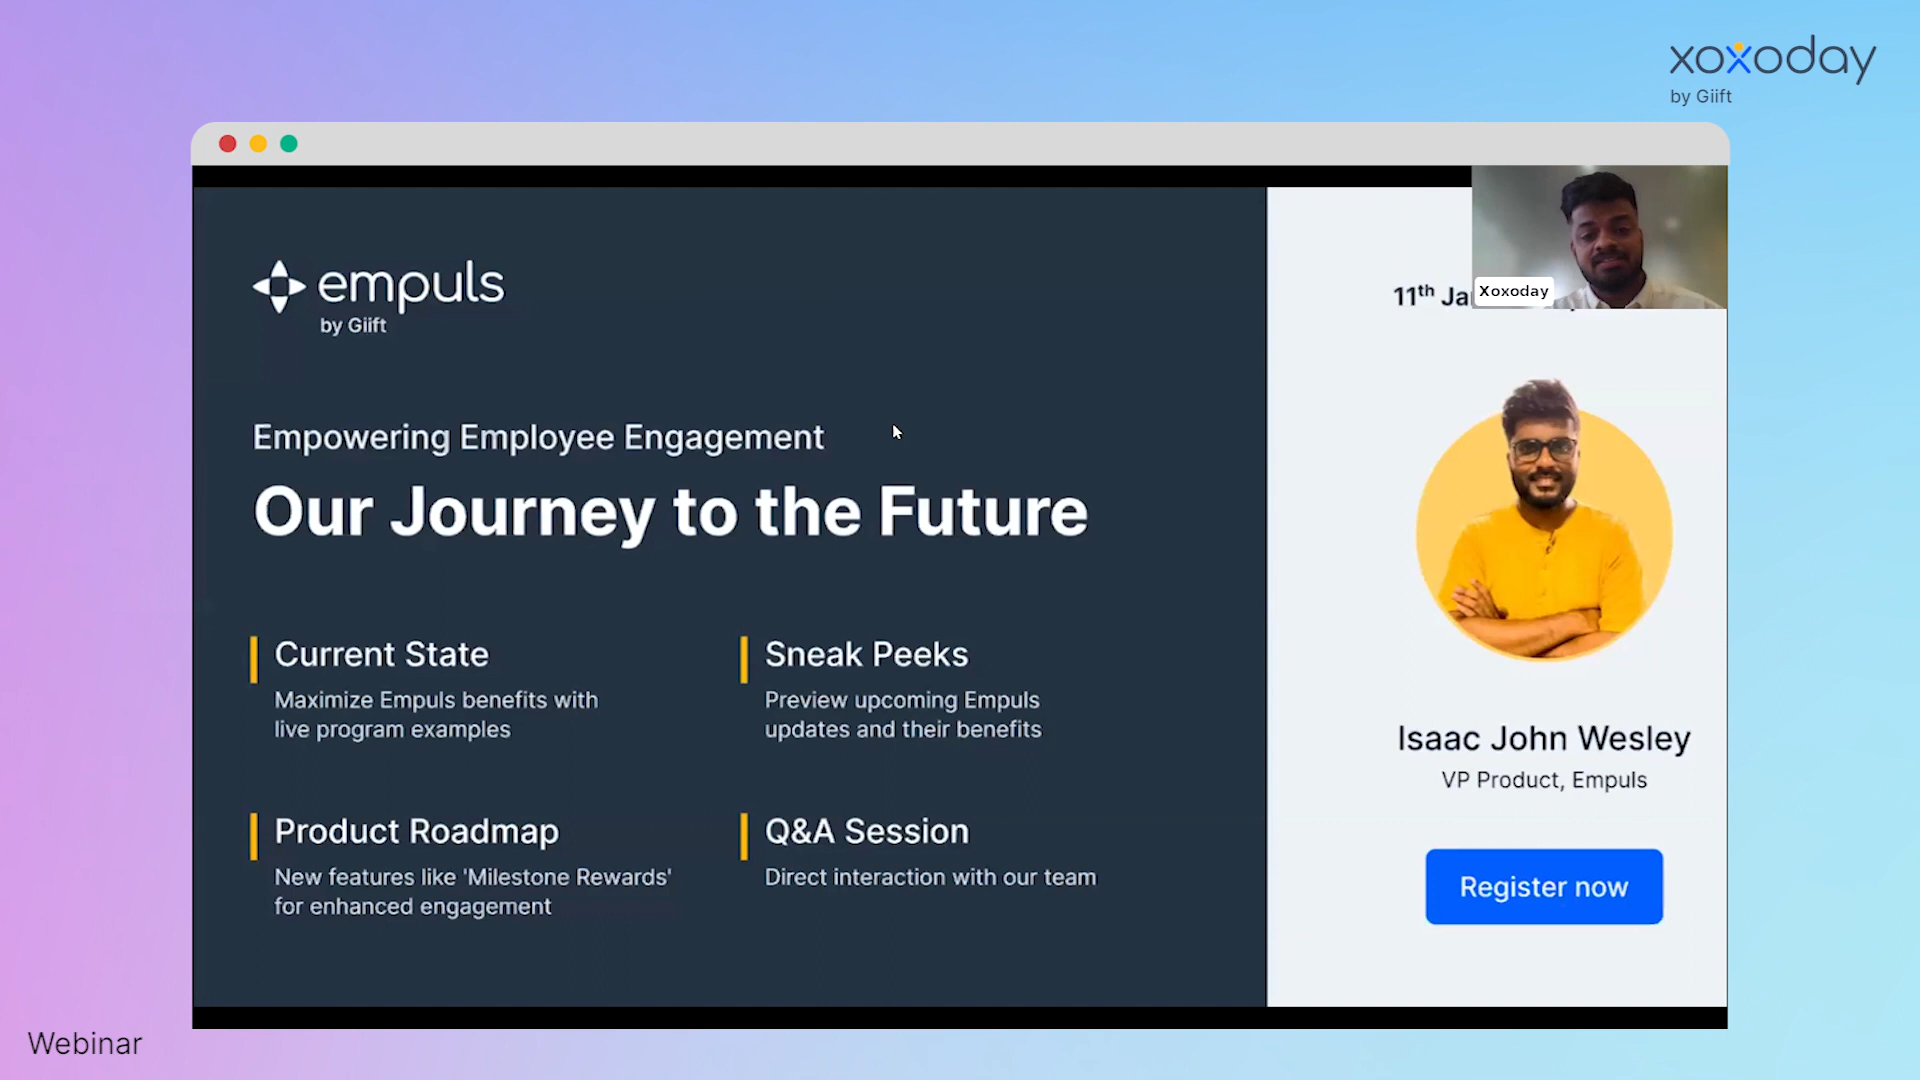 xoxoday
by Giift
empuls
by Giift
11th
Xoxoday
Empowering Employee Engagement
Our Journey to the Future
Current State
Maximize Empuls benefits with
live program examples
Sneak Peeks
Preview upcoming Empuls
updates and their benefits
Product Roadmap
New features like 'Milestone Rewards'
for enhanced engagement
Q&A Session
Direct interaction with our team
Isaac John Wesley
VP Product, Empuls
Register now
Webinar